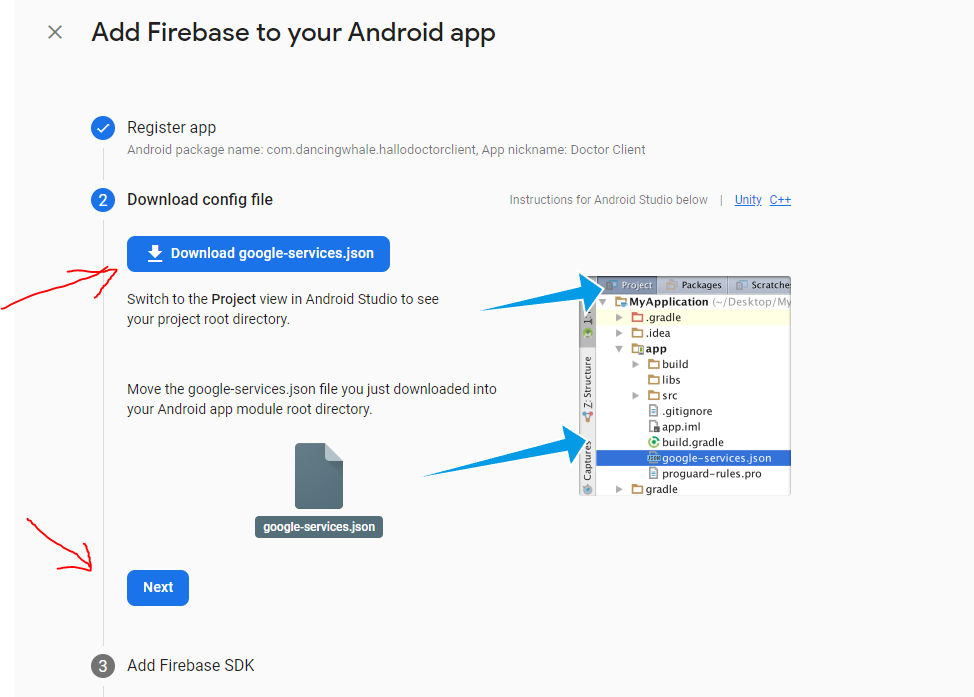 Add Firebase to your Android app
Register app
Android package name: com.dancingwhale.hallodoctorclient, App nickname: Doctor Client
2
Download config file
Instructions for Android Studio below | Unity C++
Download google-services.json
Switch to the Project view in Android Studio to see
your project root directory.
Move the google-services.json file you just downloaded into
your Android app module root directory.
google-services.json
Project Packages Scratches
MyApplication (~/Desktop/My
.gradle
.idea
app
build
libs
src
.gitignore
app.iml
build.gradle
google-services.json
proguard-rules.pro
gradle
Z: Structure
Captures
Next
3
Add Firebase SDK